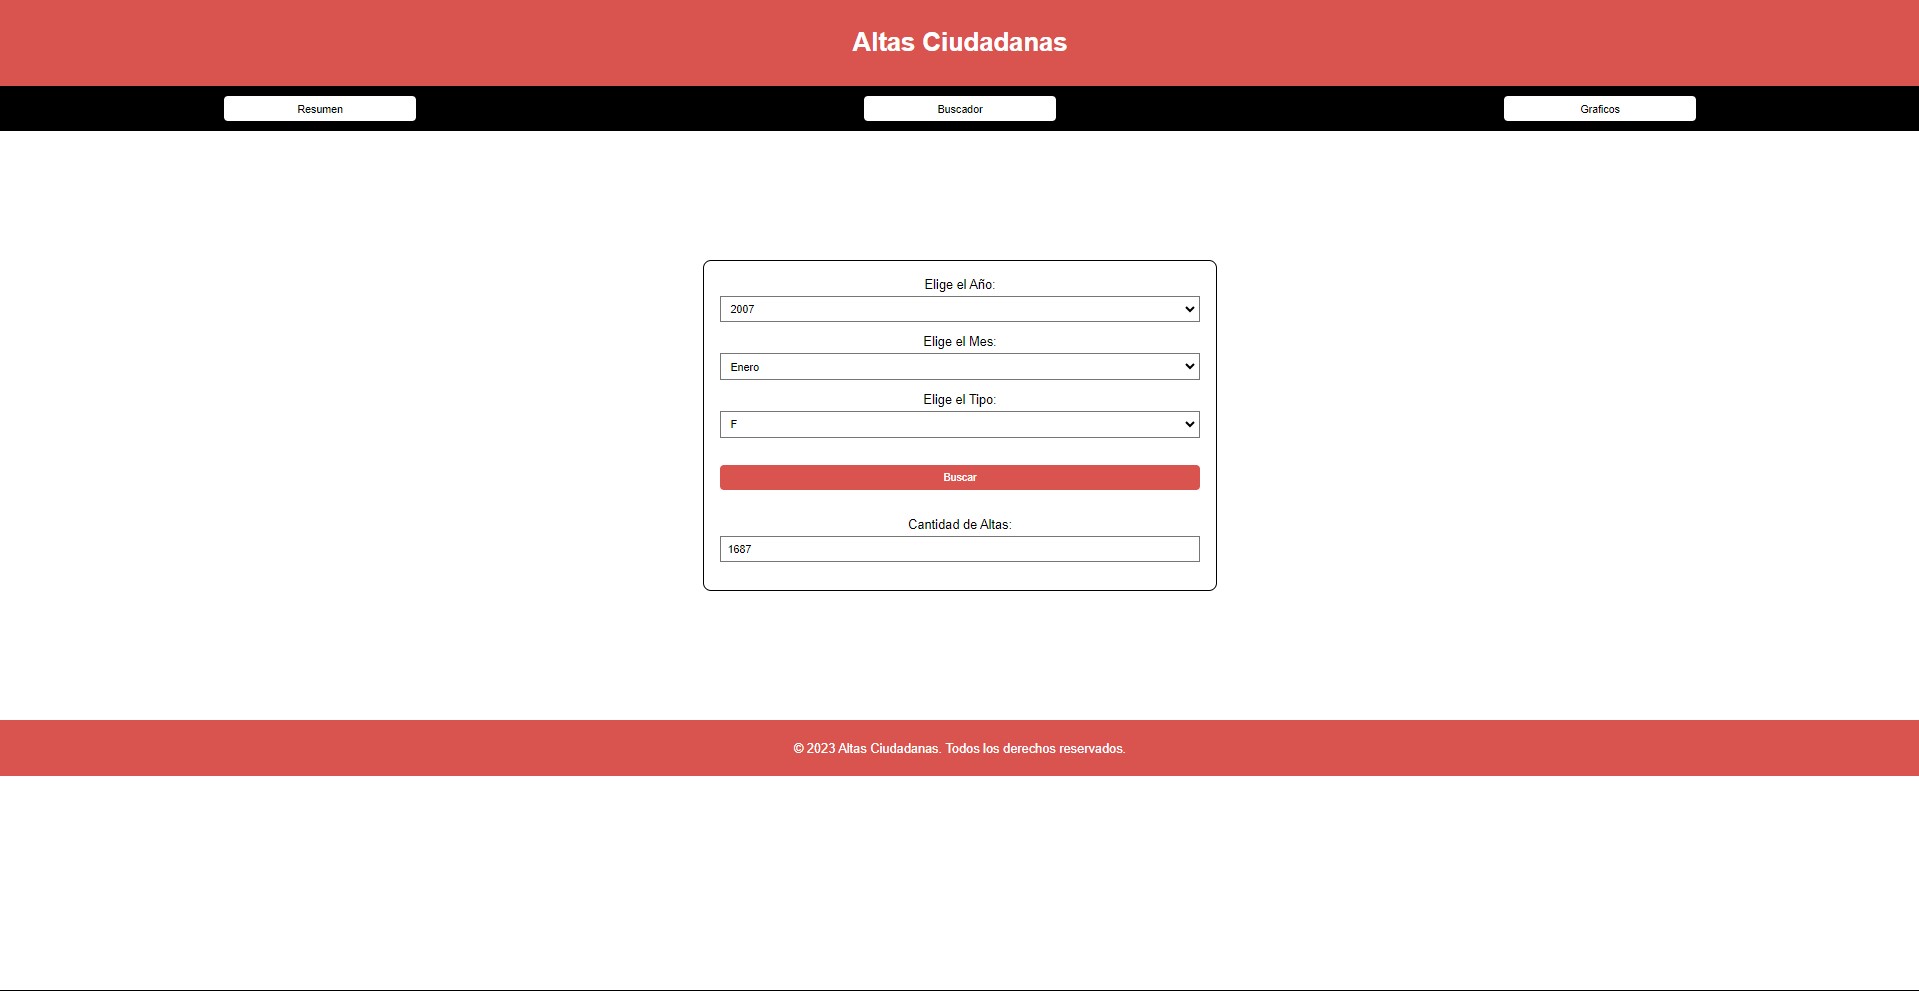 Altas Ciudadanas
Resumen
Buscador
Graficos
Elige el Año:
2007
Elige el Mes:
Enero
Elige el Tipo:
F
Buscar
Cantidad de Altas:
1687
© 2023 Altas Ciudadanas. Todos los derechos reservados.